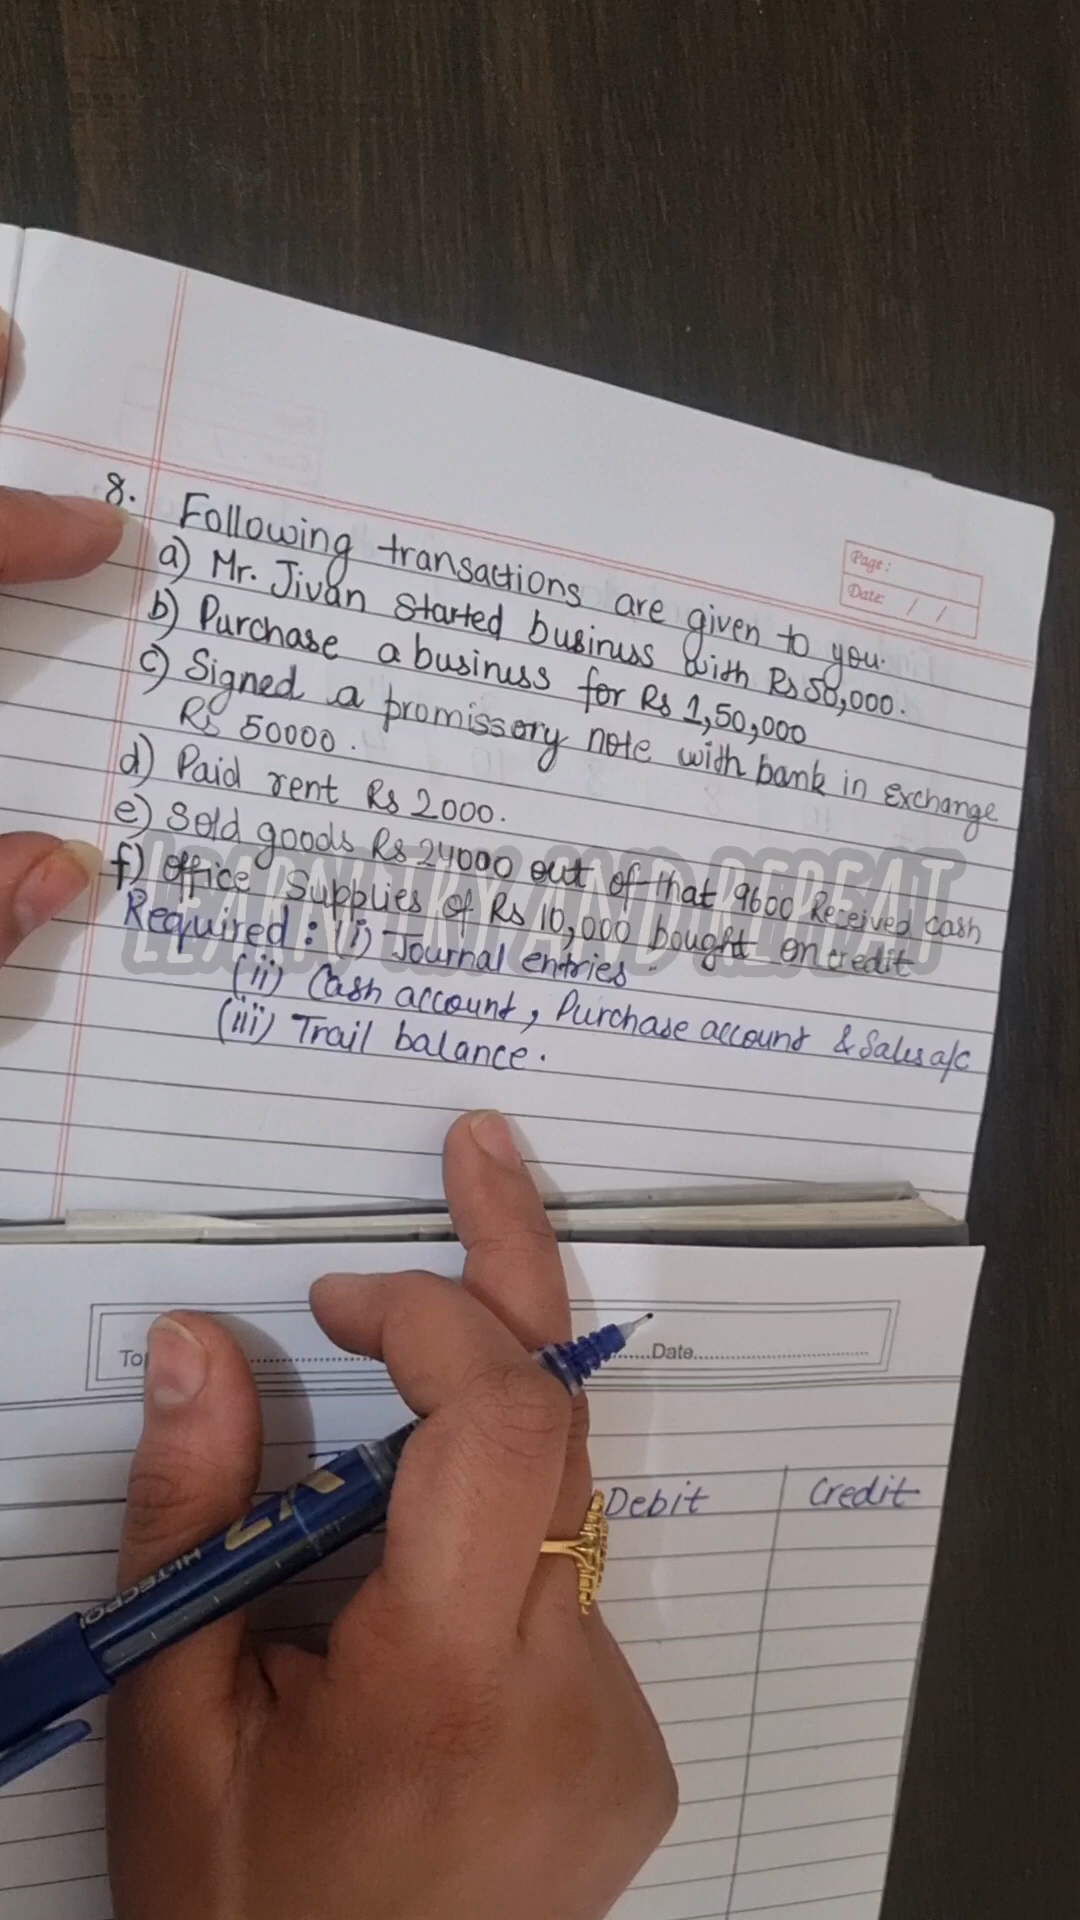 8. Following transactions are given to you.
a) Mr. Jivan Started business with Rs 50,000.
b) Purchase a business for Rs 1,50,000
c) Signed a promissory note with bank in exchange
Rs 50000.
d) Paid rent Rs 2000.
e) Sold goods Rs 24000 out of that 9600 Received cash
f) Office Supplies of Rs 10,000 bought on credit
Required: (i) Journal entries.
(ii) Cash account, Purchase account & Sales a/c
(iii) Trail balance.
Page:
Date: / /
LEARN TRY AND REPEAT
Date
Debit Credit
HI-TECPO
V7